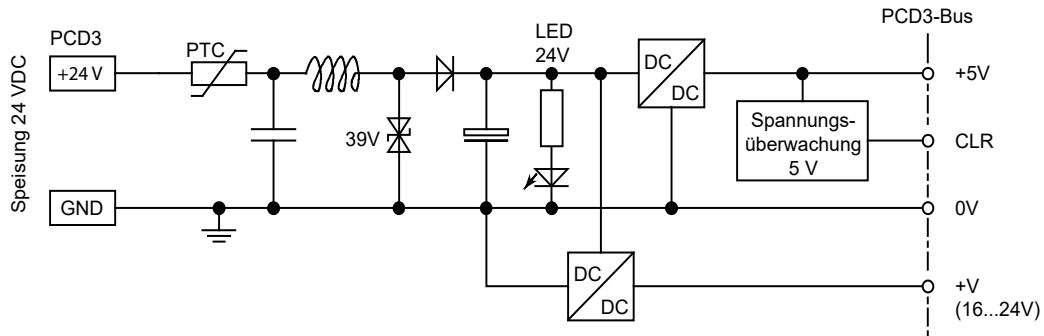 PCD3-Bus
Speisung 24 VDC
PCD3
+24 V
PTC
39V
LED
24V
DC
DC
+5V
Spannungs-
überwachung
5 V
CLR
GND
0V
DC
DC
+V
(16...24V)